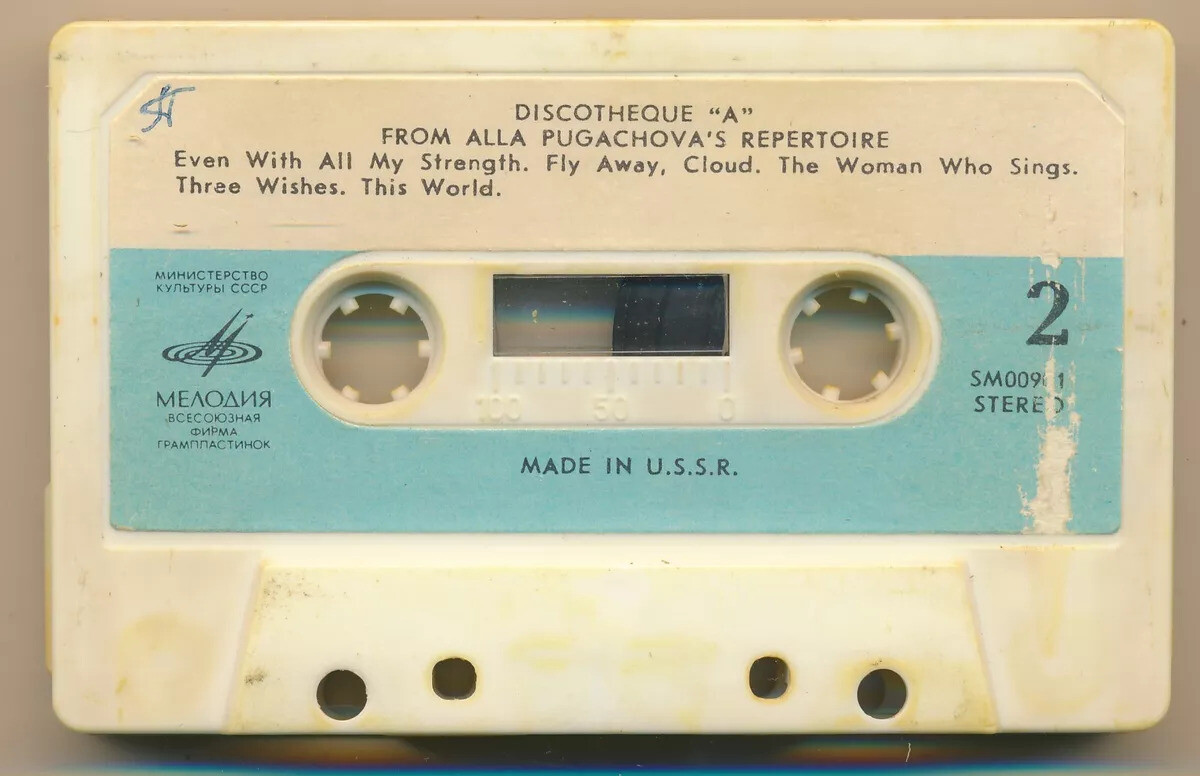 DISCOTHEQUE “A”
FROM ALLA PUGACHOVA'S REPERTOIRE
Even With All My Strength. Fly Away, Cloud. The Woman Who Sings.
Three Wishes. This World.
МИНИСТЕРСТВО
КУЛЬТУРЫ СССР
МЕЛОДИЯ
ВСЕСОЮЗНАЯ
ФИРМА
ГРАМПЛАСТИНОК
100 50 0
2
STEREO
MADE IN U.S.S.R.